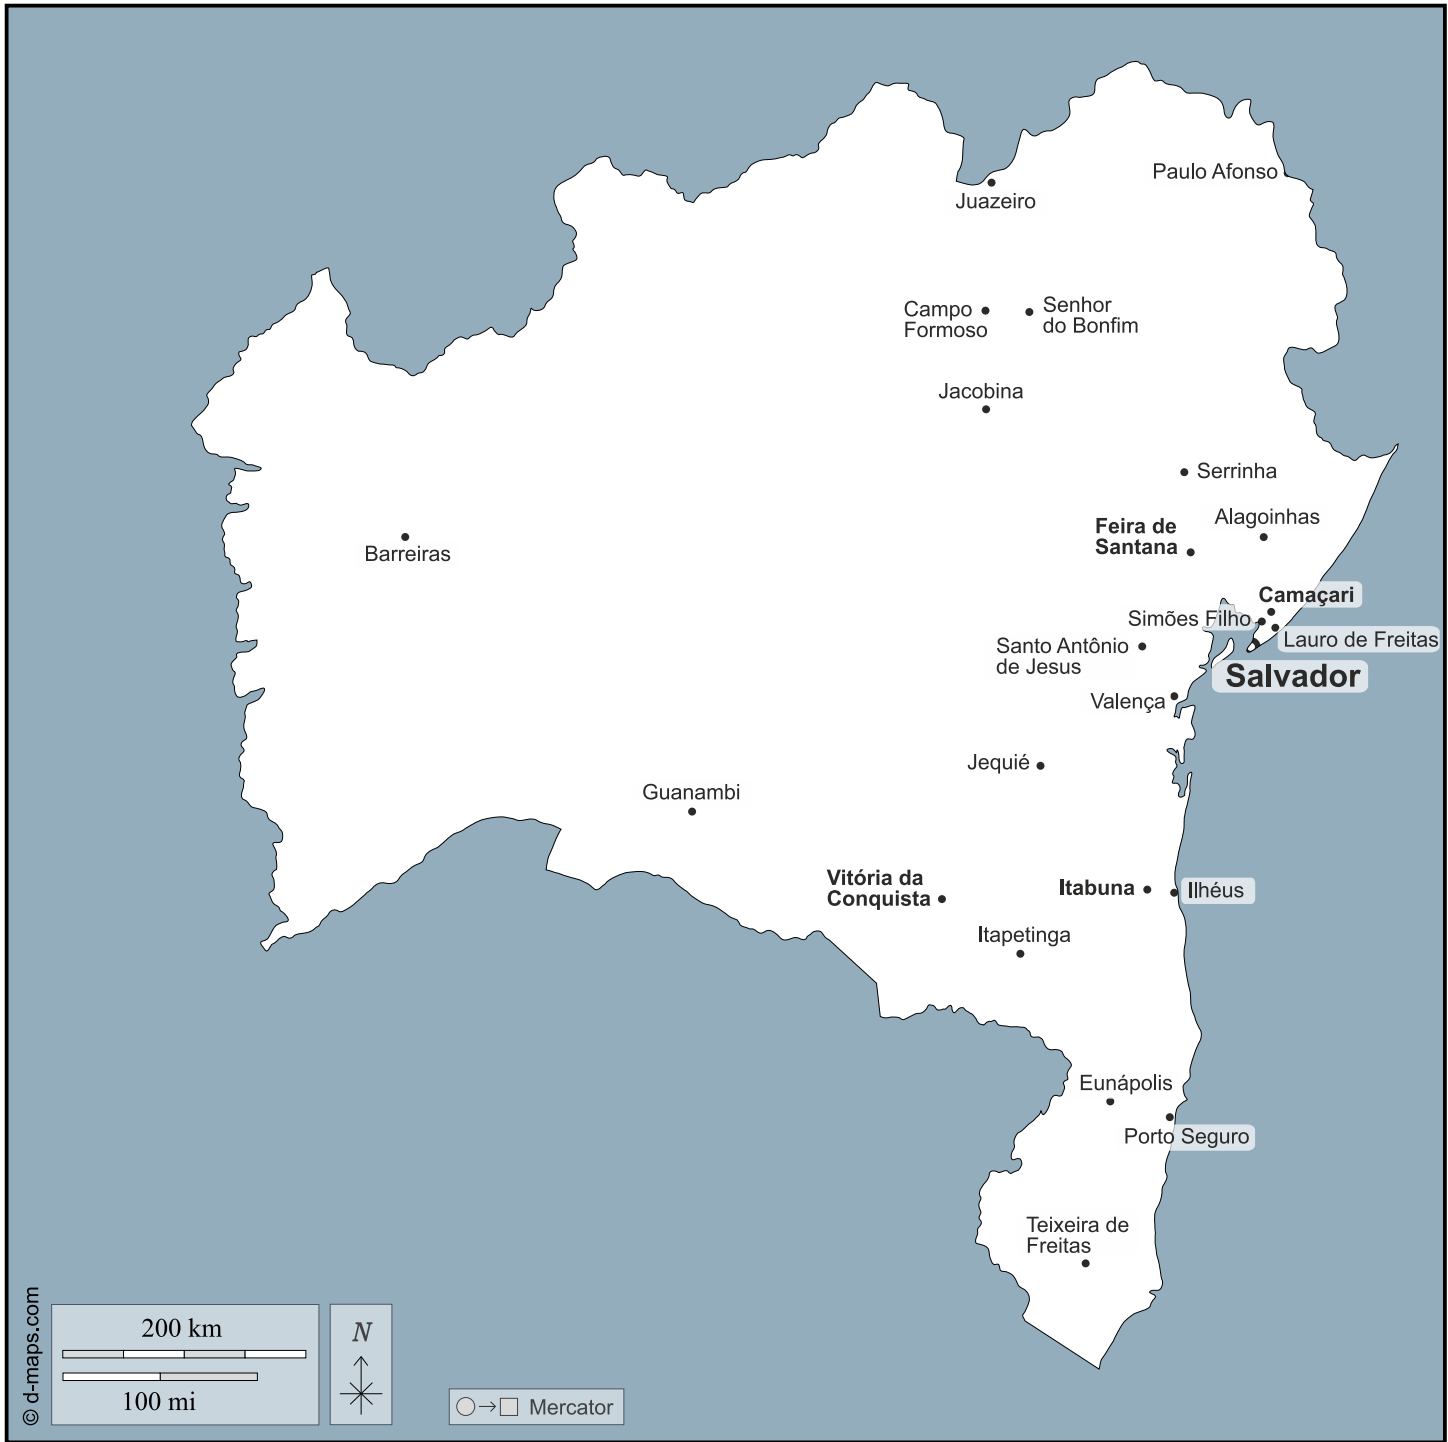 Paulo Afonso
Juazeiro
Campo
Formoso
Senhor
do Bonfim
Jacobina
Serrinha
Alagoinhas
Feira de
Santana
Barreiras
Camaçari
Simões Filho
Lauro de Freitas
Santo Antônio
de Jesus
Salvador
Valença
Jequié
Guanambi
Vitória da
Conquista
Itabuna
Ilhéus
Itapetinga
Eunápolis
Porto Seguro
Teixeira de
Freitas
© d-maps.com
200 km
100 mi
N
Mercator